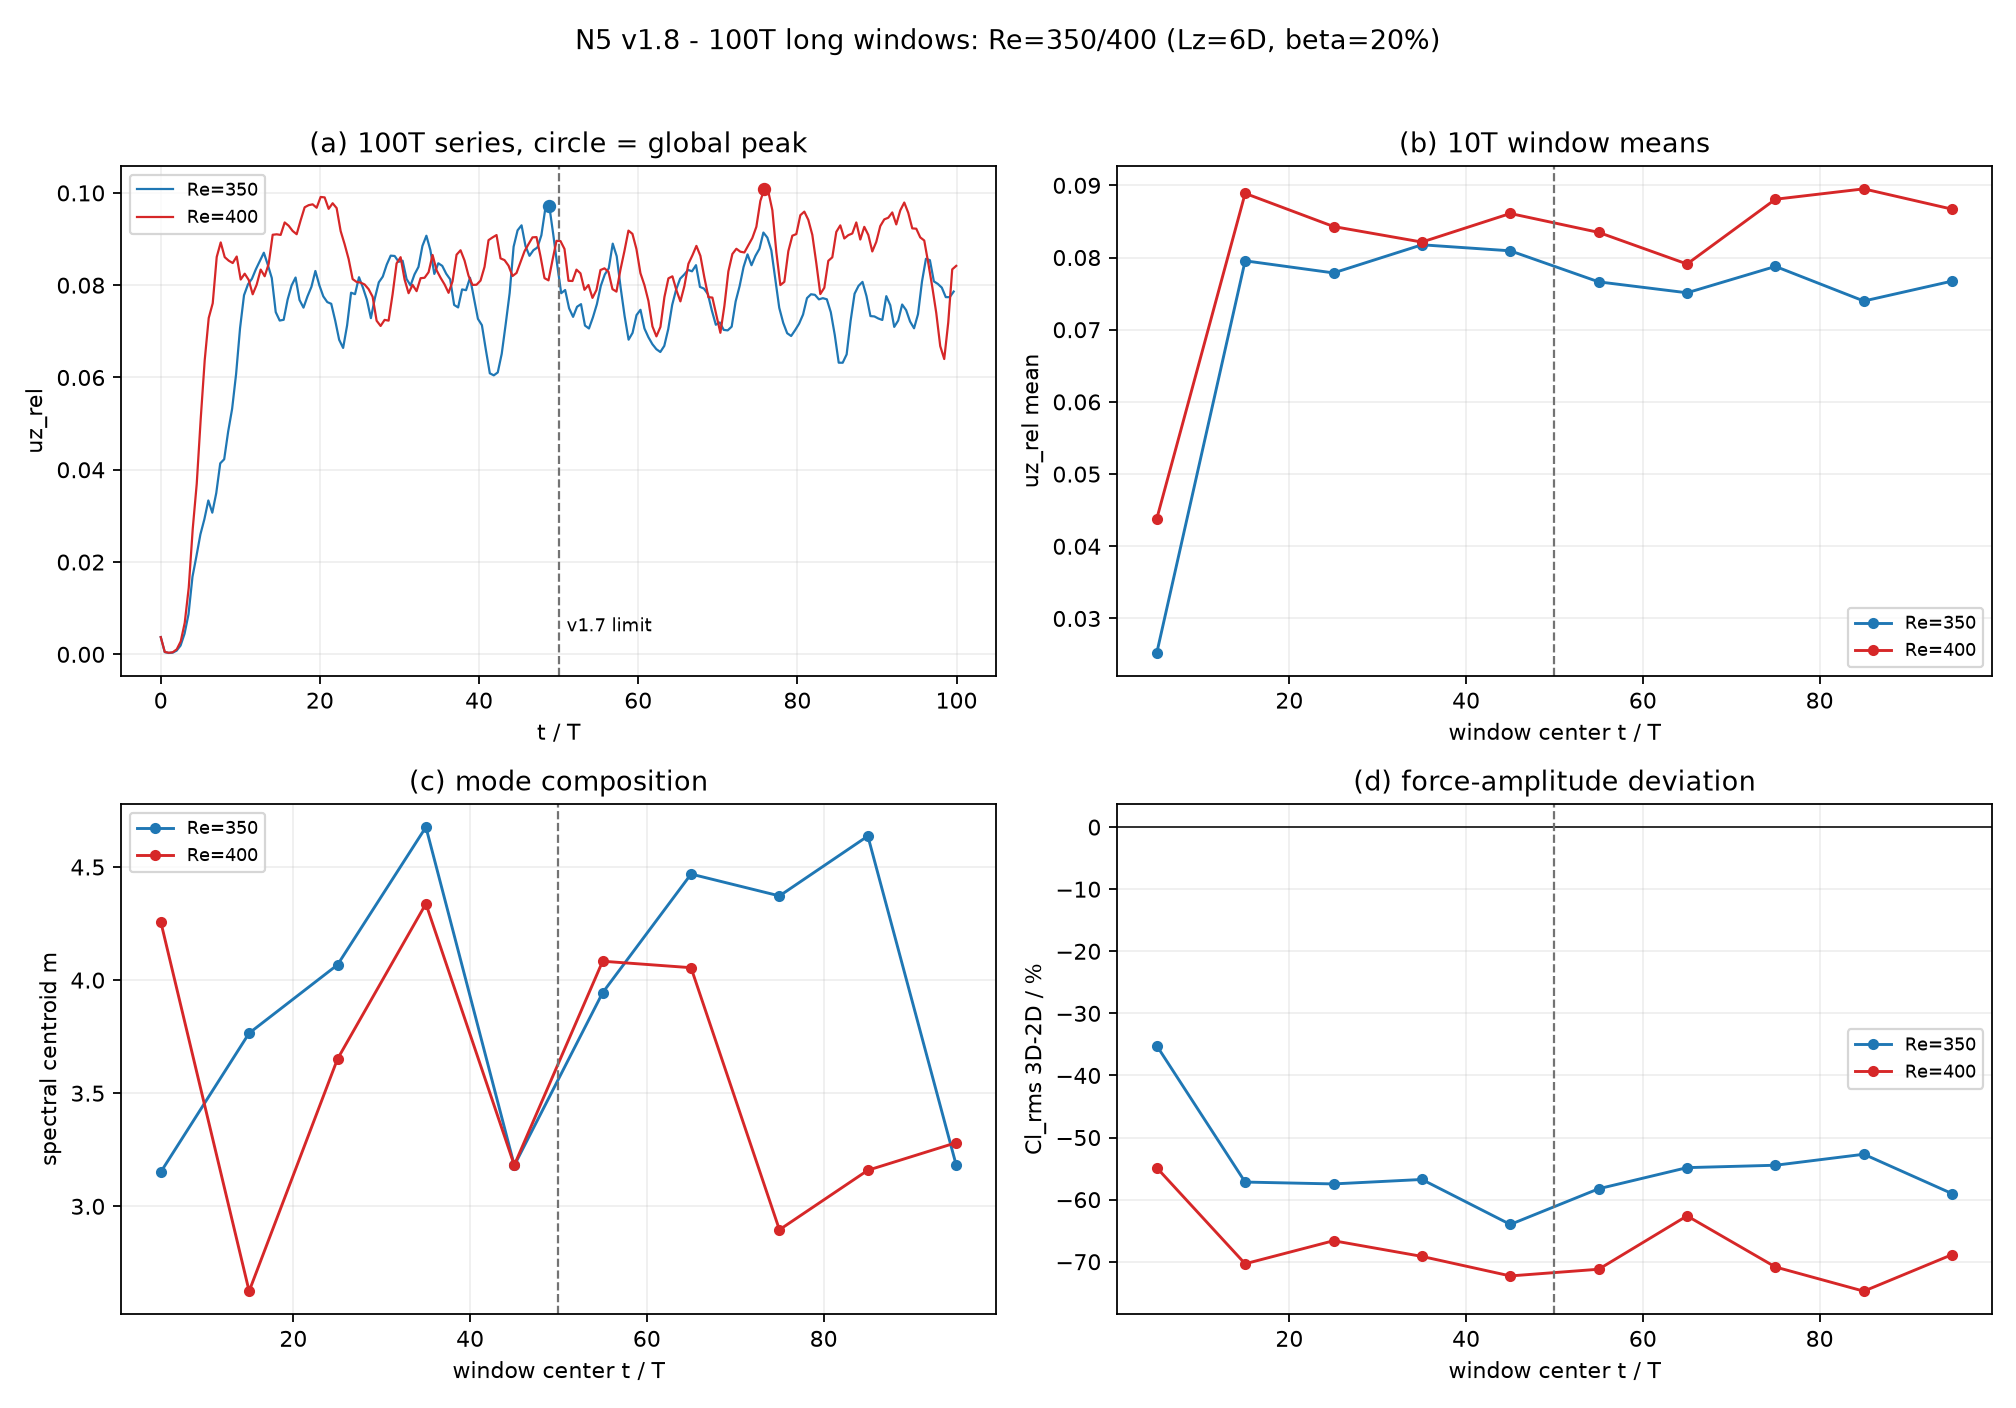 N5 v1.8 - 100T long windows: Re=350/400 (Lz=6D, beta=20%)
(a) 100T series, circle = global peak
Re=350
Re=400
uz_rel
0.10
0.08
0.06
0.04
0.02
0.00
v1.7 limit
0 20 40 60 80 100
t / T
(b) 10T window means
uz_rel mean
0.09
0.08
0.07
0.06
0.05
0.04
0.03
Re=350
Re=400
20 40 60 80
window center t / T
(c) mode composition
Re=350
Re=400
spectral centroid m
4.5
4.0
3.5
3.0
20 40 60 80
window center t / T
(d) force-amplitude deviation
Cl_rms 3D-2D / %
0
−10
−20
−30
−40
−50
−60
−70
Re=350
Re=400
20 40 60 80
window center t / T